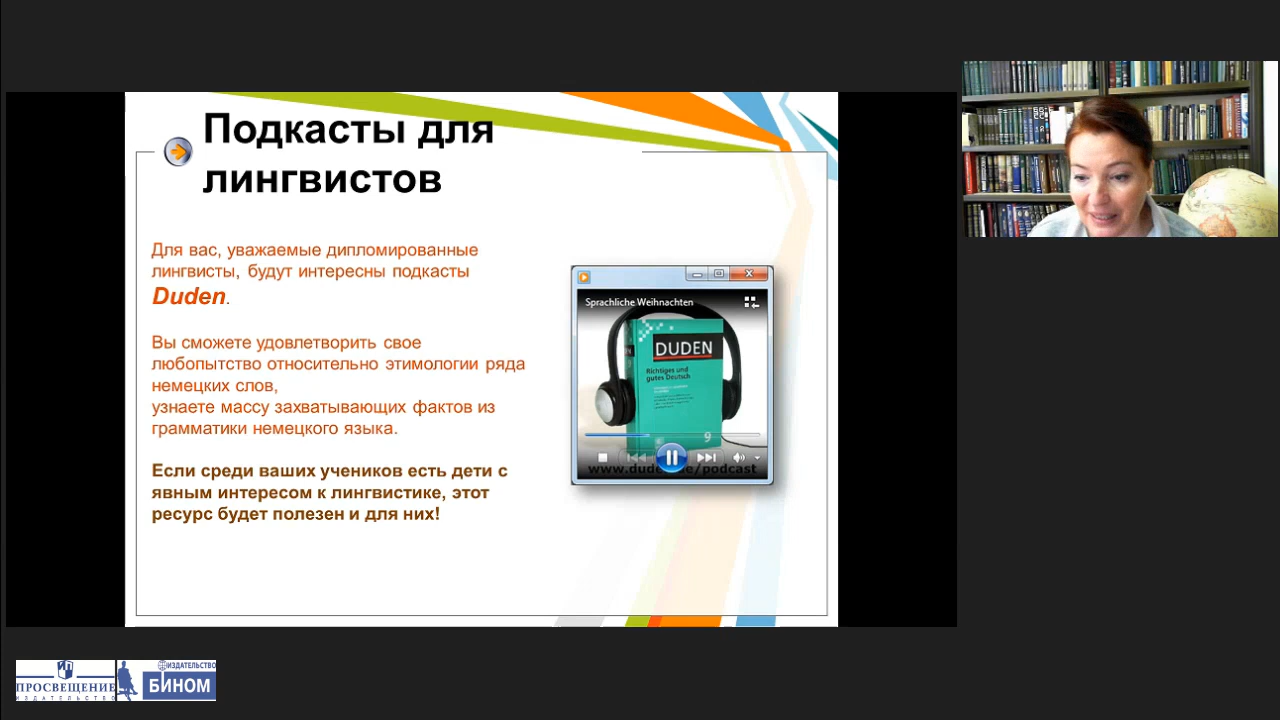 Подкасты для
лингвистов
Для вас, уважаемые дипломированные
лингвисты, будут интересны подкасты
Duden.
Вы сможете удовлетворить свое
любопытство относительно этимологии ряда
немецких слов,
узнаете массу захватывающих фактов из
грамматики немецкого языка.
Если среди ваших учеников есть дети с
явным интересом к лингвистике, этот
ресурс будет полезен и для них!
Sprachliche Weihnachten
DUDEN
Richtiges und
gutes Deutsch
9
www.duden.de/podcast
ПРОСВЕЩЕНИЕ
ИЗДАТЕЛЬСТВО
ИЗДАТЕЛЬСТВО
БИНОМ